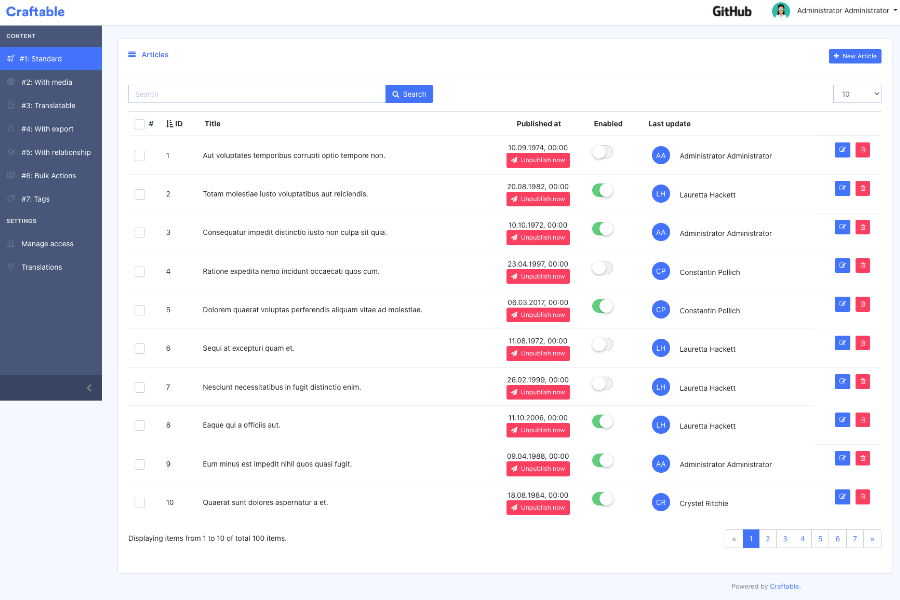 Craftable
GitHub
Administrator Administrator
CONTENT
#1: Standard
#2: With media
#3: Translatable
#4: With export
#5: With relationship
#6: Bulk Actions
#7: Tags
SETTINGS
Manage access
Translations
Articles
+ New Article
Search
Search
10
# ID Title Published at Enabled Last update
1 Aut voluptates temporibus corrupti optio tempore non. 10.09.1974, 00:00 AA Administrator Administrator
Unpublish now
2 Totam molestiae iusto voluptatibus aut reiciendis. 20.08.1982, 00:00 LH Lauretta Hackett
Unpublish now
3 Consequatur impedit distinctio iusto non culpa sit quia. 10.10.1972, 00:00 AA Administrator Administrator
Unpublish now
4 Ratione expedita nemo incidunt occaecati quos cum. 23.04.1997, 00:00 CP Constantin Pollich
Unpublish now
5 Dolorem quaerat voluptas perferendis aliquam vitae ad molestiae. 06.03.2017, 00:00 CP Constantin Pollich
Unpublish now
6 Sequi at excepturi quam et. 11.08.1972, 00:00 LH Lauretta Hackett
Unpublish now
7 Nesciunt necessitatibus in fugit distinctio enim. 26.02.1999, 00:00 LH Lauretta Hackett
Unpublish now
8 Eaque qui a officiis aut. 11.10.2006, 00:00 LH Lauretta Hackett
Unpublish now
9 Eum minus est impedit nihil quos quasi fugit. 09.04.1988, 00:00 AA Administrator Administrator
Unpublish now
10 Quaerat sunt dolores aspernatur a et. 18.08.1984, 00:00 CR Crystel Ritchie
Unpublish now
Displaying items from 1 to 10 of total 100 items.
« 1 2 3 4 5 6 7 »
Powered by Craftable.